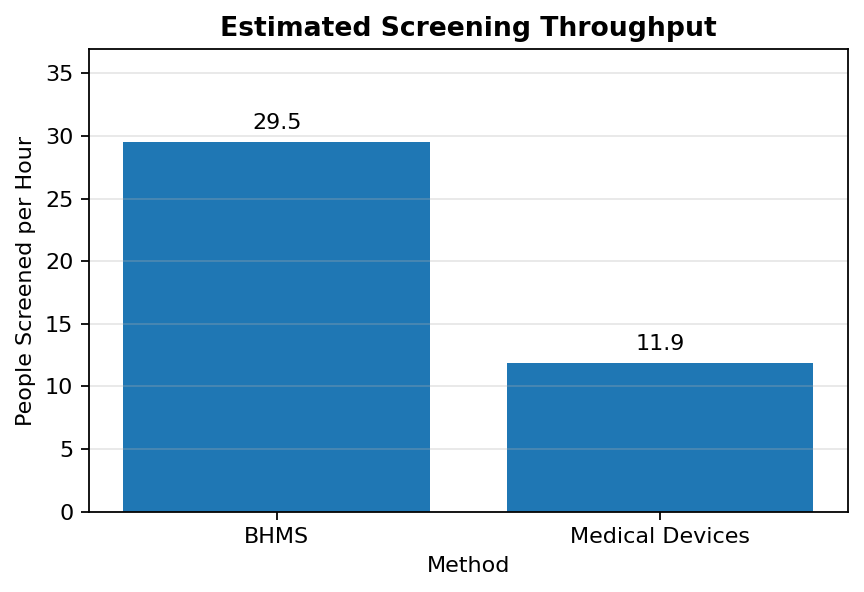 Estimated Screening Throughput
People Screened per Hour
35
30
25
20
15
10
5
0
29.5
11.9
BHMS
Medical Devices
Method